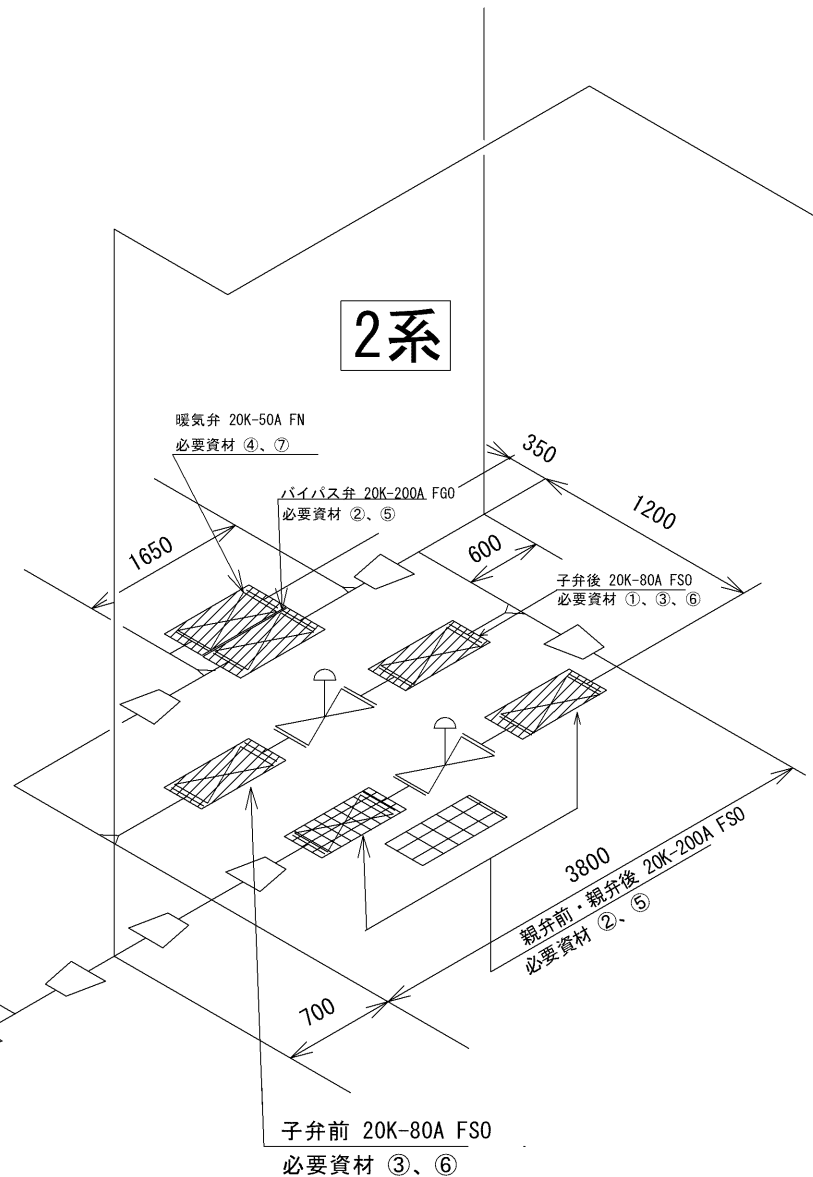 2系
暖気弁 20K-50A FN
必要資材 ④、⑦
350
バイパス弁 20K-200A FGO
必要資材 ②、⑤
1200
1650
600
子弁後 20K-80A FSO
必要資材 ①、③、⑥
3800
親弁前・親弁後 20K-200A FSO
必要資材 ②、⑤
700
子弁前 20K-80A FSO
必要資材 ③、⑥